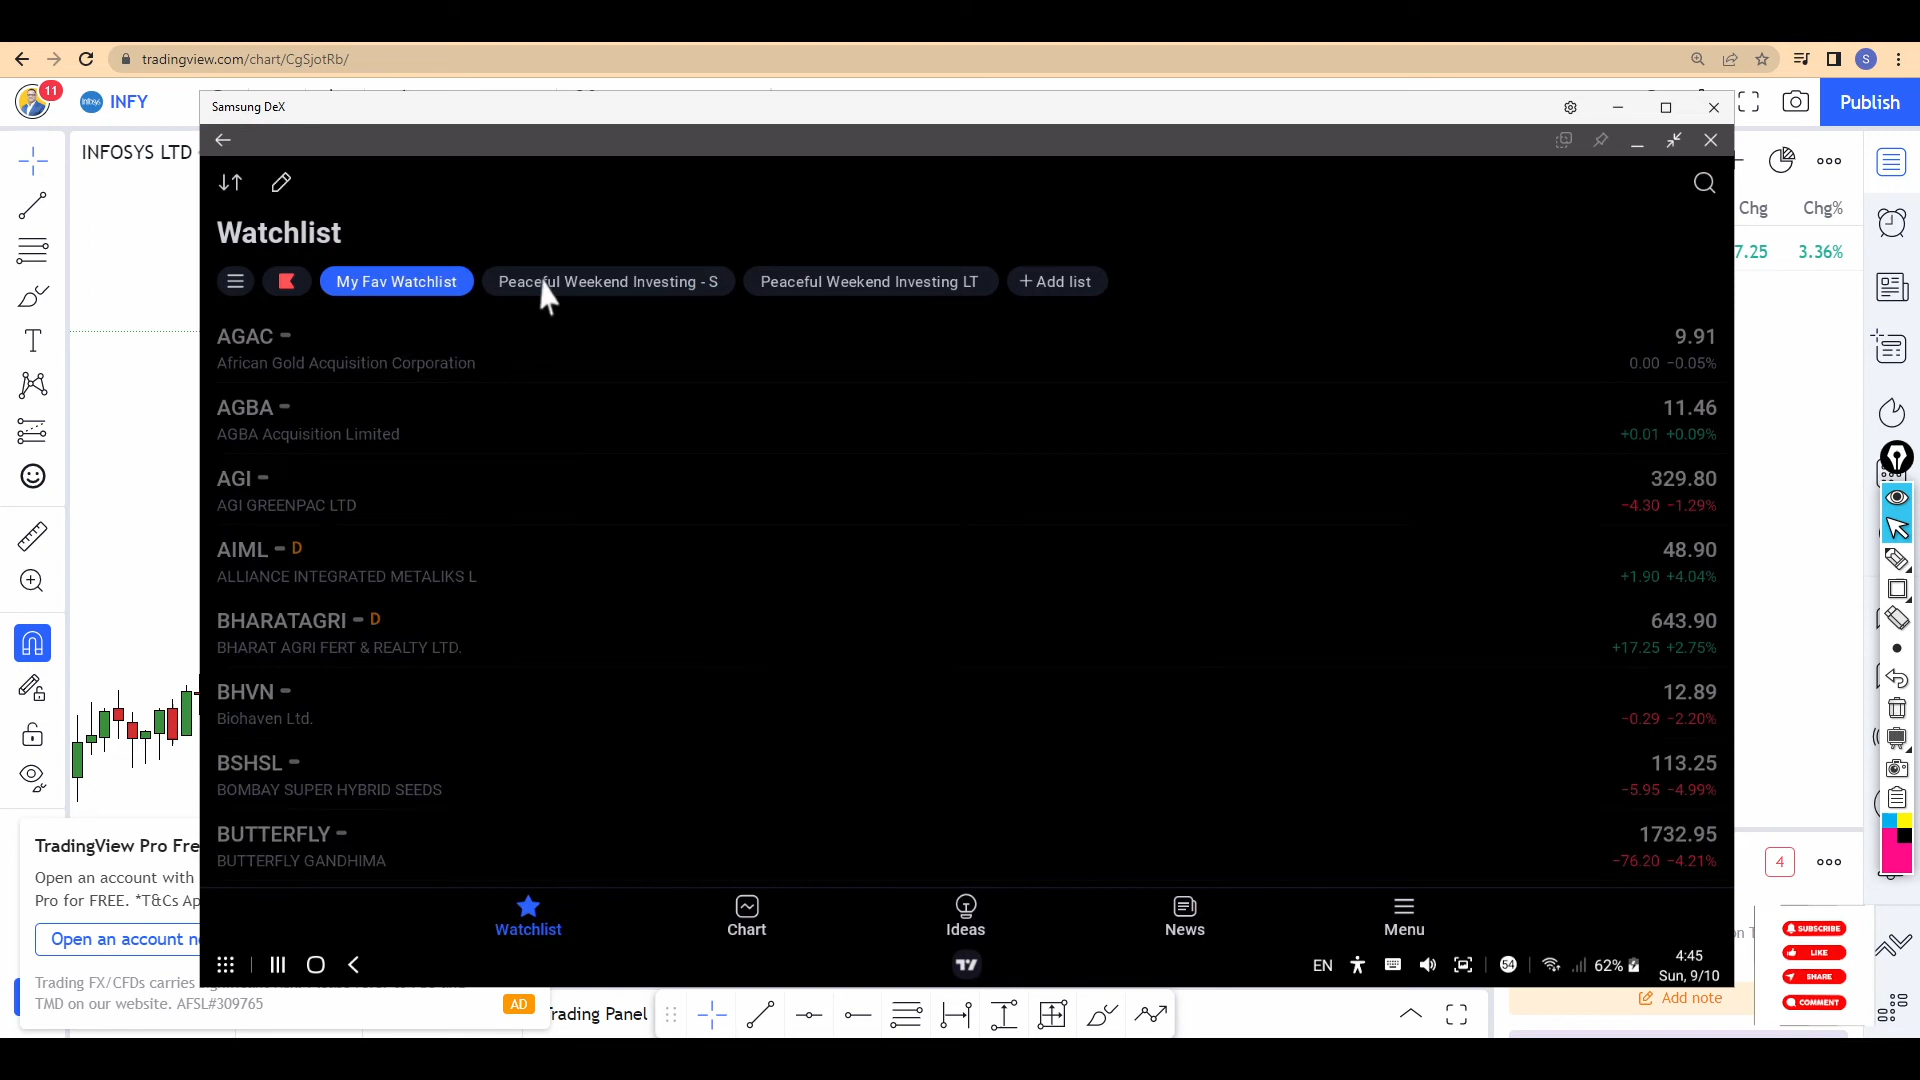 tradingview.com/chart/CgSjotRb/
S
11
INFY
Publish
Samsung DeX
INFOSYS LTD
Chg
Chg%
7.25
3.36%
Watchlist
My Fav Watchlist
Peaceful Weekend Investing - S
Peaceful Weekend Investing LT
+ Add list
AGAC
9.91
African Gold Acquisition Corporation
0.00 −0.05%
AGBA
11.46
AGBA Acquisition Limited
+0.01 +0.09%
AGI
329.80
AGI GREENPAC LTD
−4.30 −1.29%
AIML D
48.90
ALLIANCE INTEGRATED METALIKS L
+1.90 +4.04%
BHARATAGRI D
643.90
BHARAT AGRI FERT & REALTY LTD.
+17.25 +2.75%
BHVN
12.89
Biohaven Ltd.
−0.29 −2.20%
BSHSL
113.25
BOMBAY SUPER HYBRID SEEDS
−5.95 −4.99%
BUTTERFLY
1732.95
BUTTERFLY GANDHIMA
−76.20 −4.21%
Watchlist
Chart
Ideas
News
Menu
EN
54
62%
4:45
Sun, 9/10
TradingView Pro Fre
Open an account with
Pro for FREE. *T&Cs Ap
Open an account n
Trading FX/CFDs carries
TMD on our website. AFSL#309765
AD
rading Panel
4
Add note
SUBSCRIBE
LIKE
SHARE
COMMENT